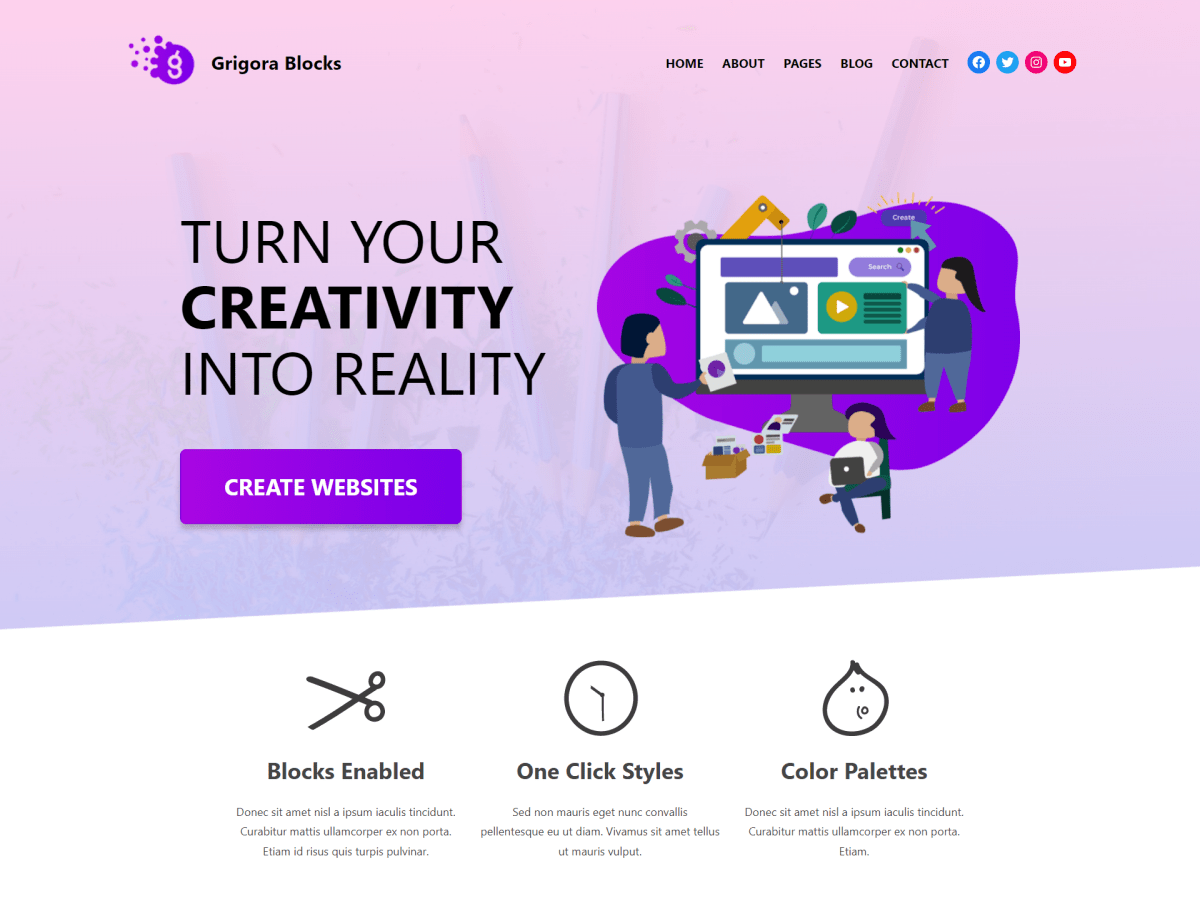 Grigora Blocks
HOME ABOUT PAGES BLOG CONTACT
TURN YOUR
CREATIVITY
INTO REALITY
CREATE WEBSITES
Create
Search
Blocks Enabled
Donec sit amet nisl a ipsum iaculis tincidunt.
Curabitur mattis ullamcorper ex non porta.
Etiam id risus quis turpis pulvinar.
One Click Styles
Sed non mauris eget nunc convallis
pellentesque eu ut diam. Vivamus sit amet tellus
ut mauris vulput.
Color Palettes
Donec sit amet nisl a ipsum iaculis tincidunt.
Curabitur mattis ullamcorper ex non porta.
Etiam.